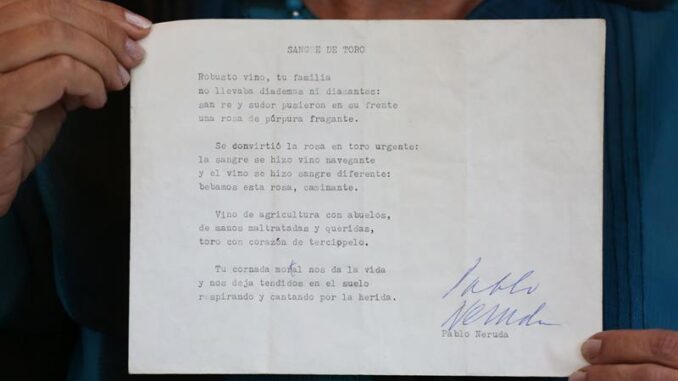 SANGRE DE TORO
Robusto vino, tu familia
no llevaba diademas ni diamantes:
san re y sudor pusieron en su frente
una rosa de púrpura fragante.
Se convirtió la rosa en toro urgente:
la sangre se hizo vino navegante
y el vino se hizo sangre diferente:
bebamos esta rosa, caminante.
Vino de agricultura con abuelos,
de manos maltratadas y queridas,
toro con corazón de terciopelo.
Tu cornada mortal nos da la vida
y nos deja tendidos en el suelo
respirando y cantando por la herida.
Pablo
Neruda
Pablo Neruda